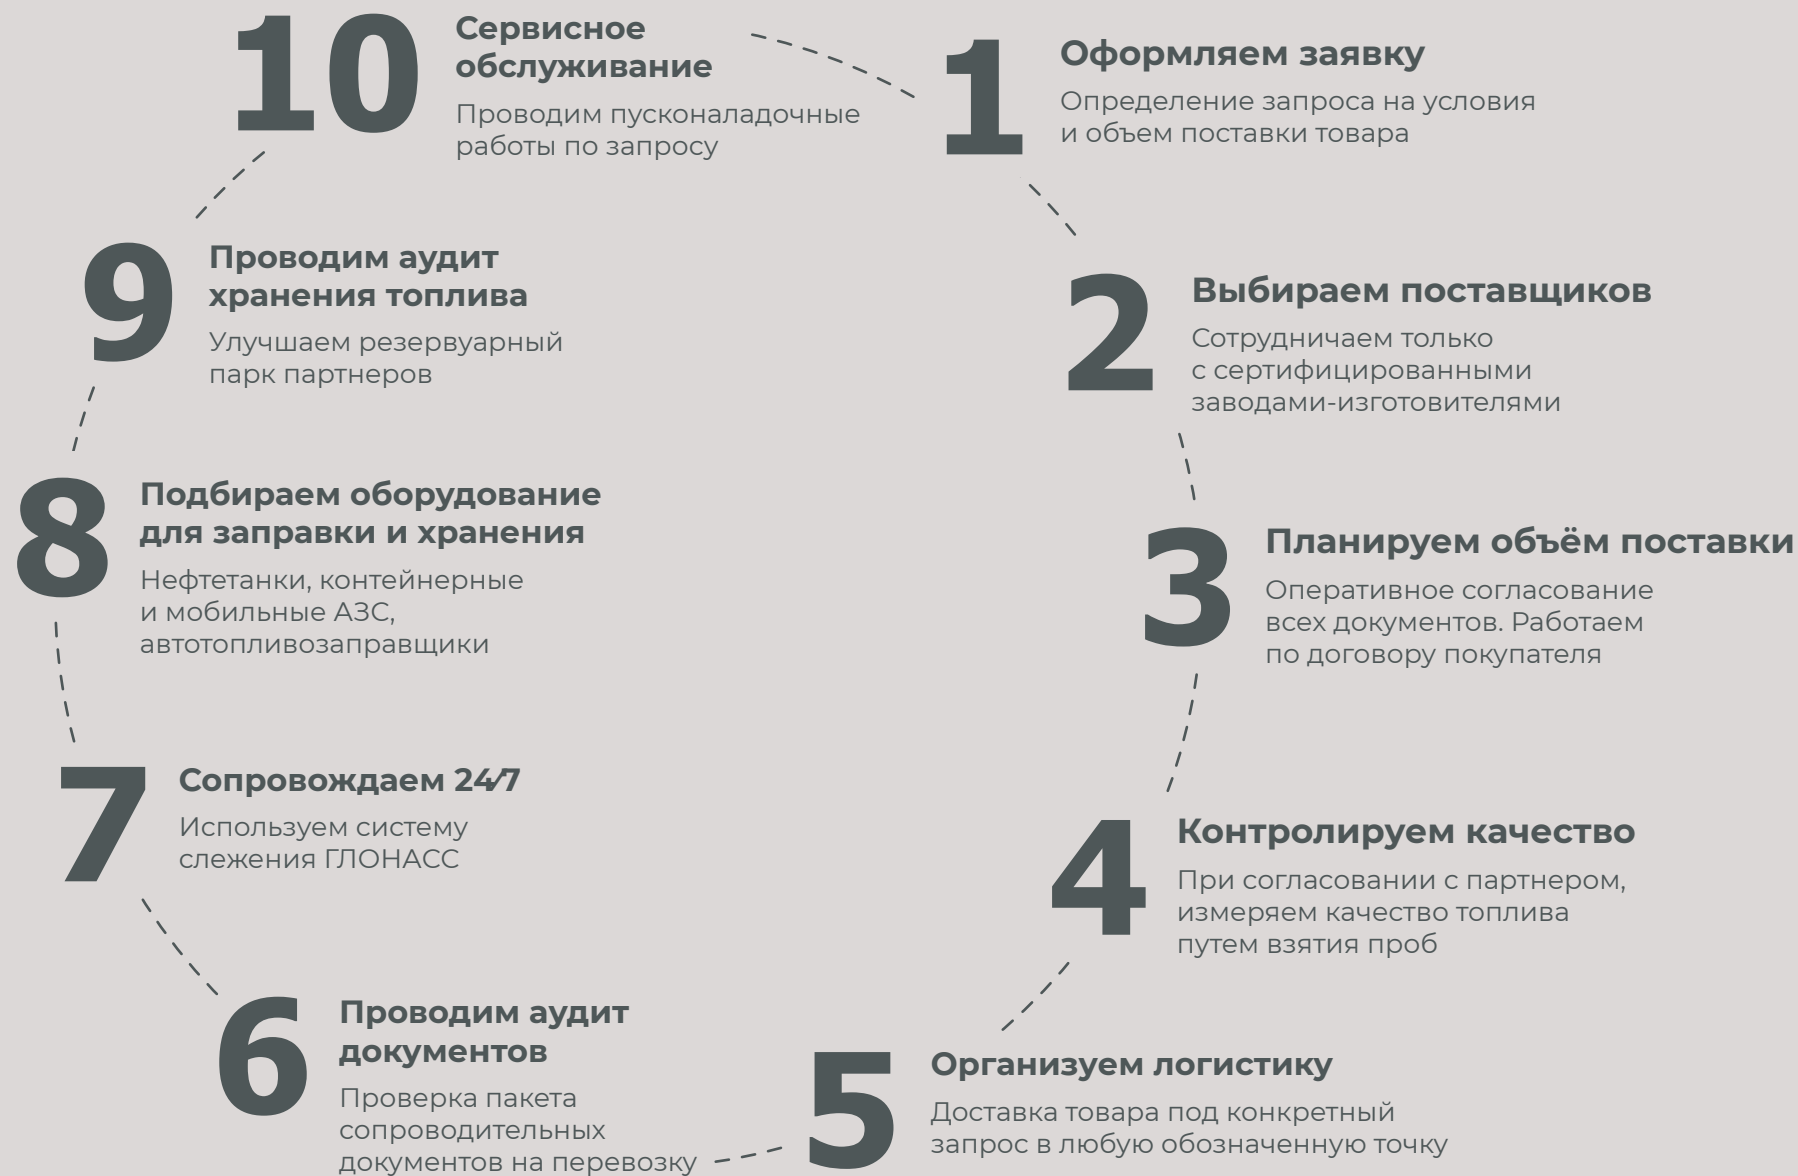 1
Оформляем заявку
Определение запроса на условия
и объем поставки товара
2
Выбираем поставщиков
Сотрудничаем только
с сертифицированными
заводами-изготовителями
3
Планируем объём поставки
Оперативное согласование
всех документов. Работаем
по договору покупателя
4
Контролируем качество
При согласовании с партнером,
измеряем качество топлива
путем взятия проб
5
Организуем логистику
Доставка товара под конкретный
запрос в любую обозначенную точку
6
Проводим аудит
документов
Проверка пакета
сопроводительных
документов на перевозку
7
Сопровождаем 24/7
Используем систему
слежения ГЛОНАСС
8
Подбираем оборудование
для заправки и хранения
Нефтетанки, контейнерные
и мобильные АЗС,
автотопливозаправщики
9
Проводим аудит
хранения топлива
Улучшаем резервуарный
парк партнеров
10
Сервисное
обслуживание
Проводим пусконаладочные
работы по запросу